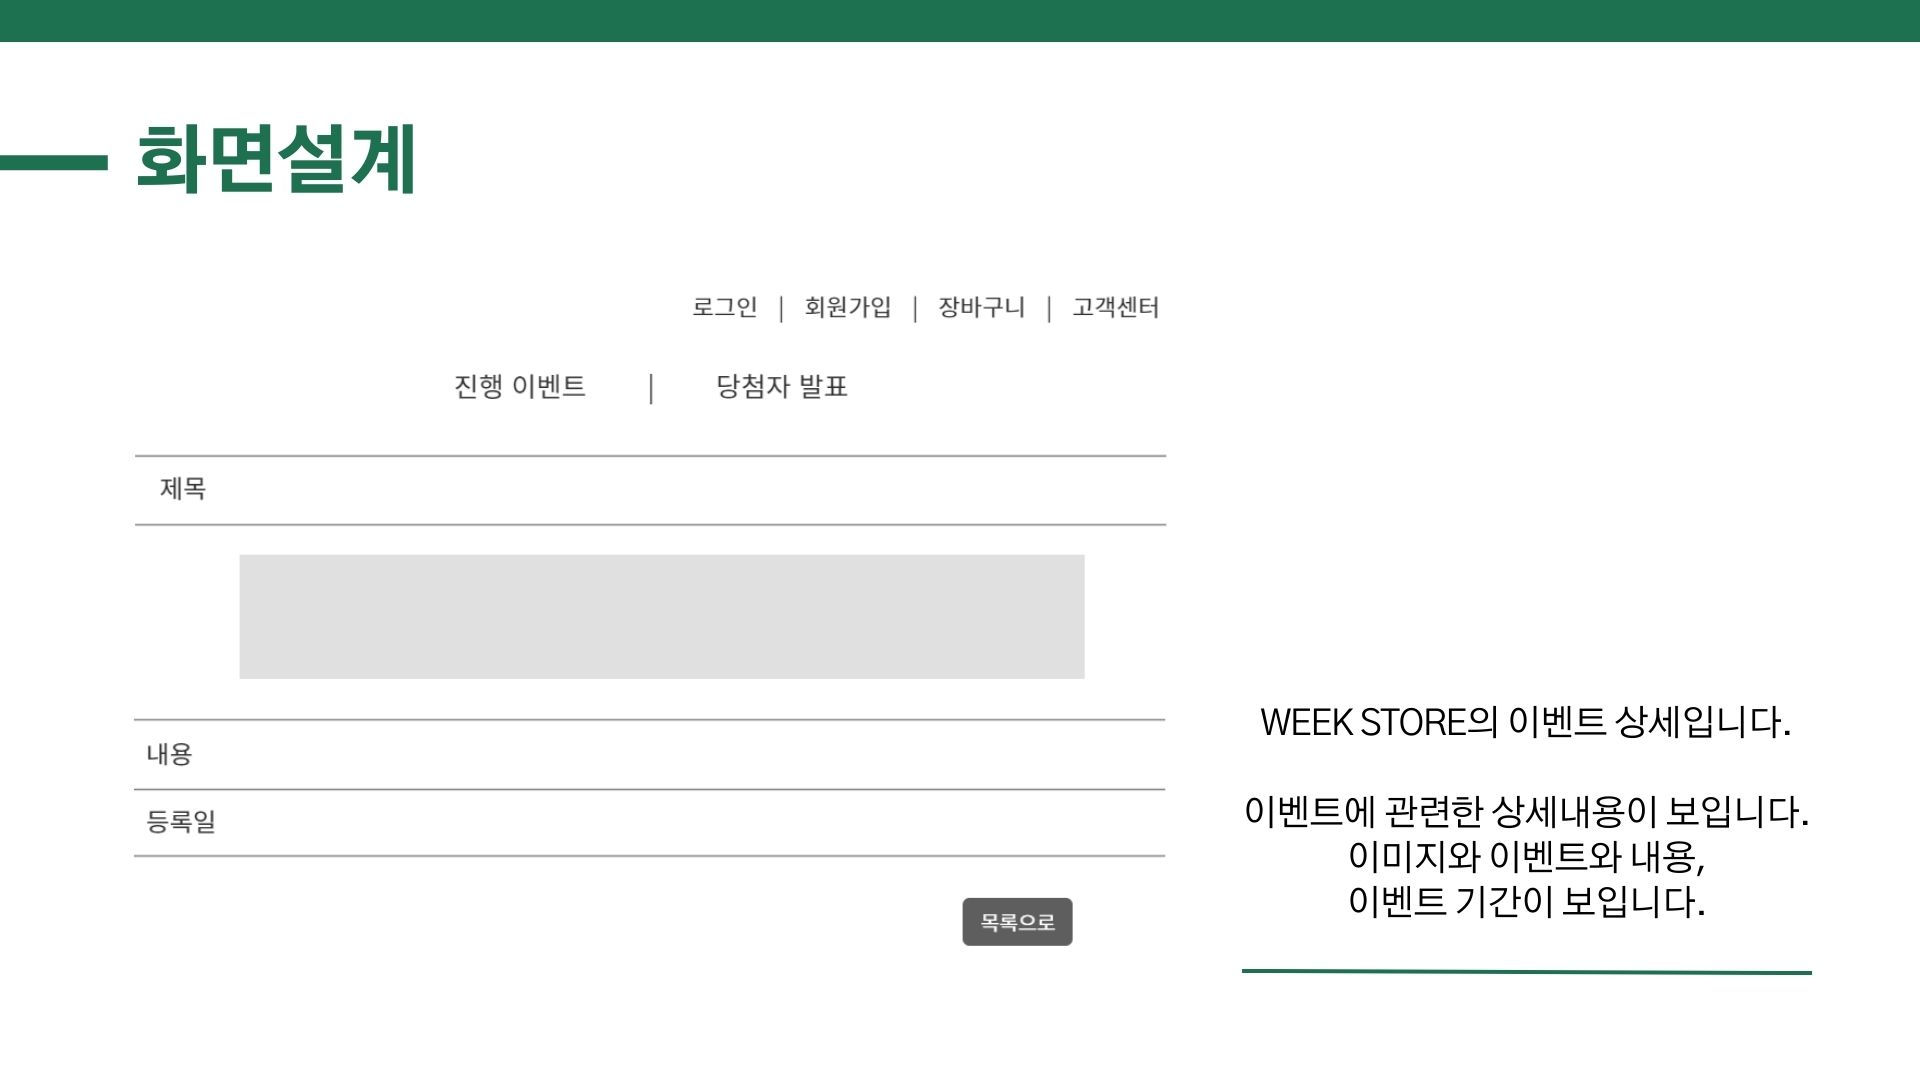 화면설계
로그인 | 회원가입 | 장바구니 | 고객센터
진행 이벤트 | 당첨자 발표
제목
내용
등록일
목록으로
WEEK STORE의 이벤트 상세입니다.
이벤트에 관련한 상세내용이 보입니다.
이미지와 이벤트와 내용,
이벤트 기간이 보입니다.